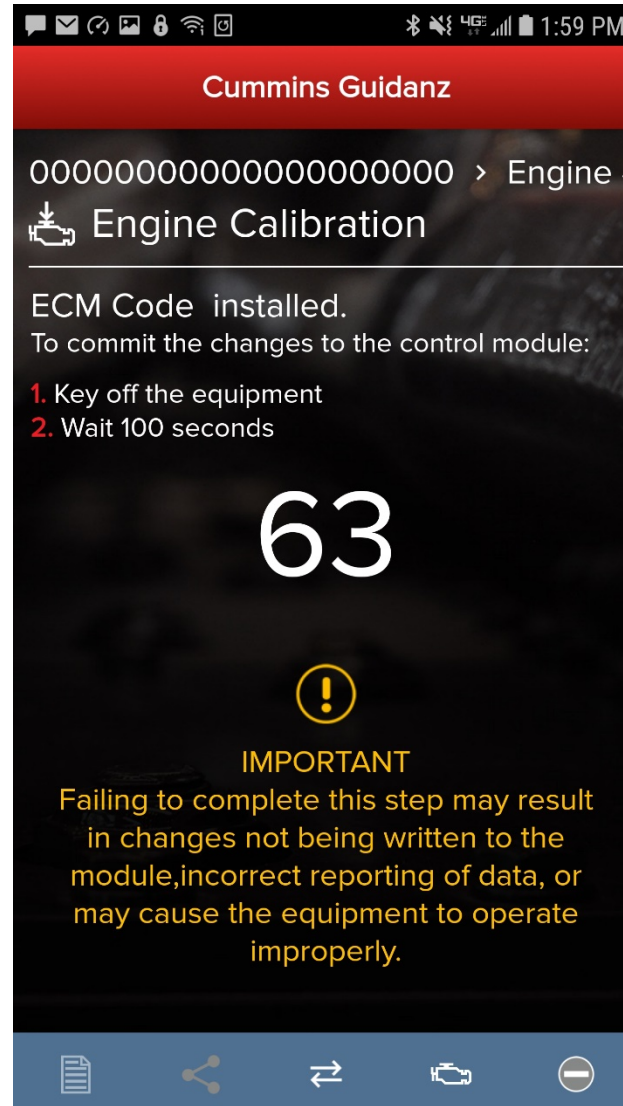 4G
1:59 PM
Cummins Guidanz
00000000000000000000000 > Engine
Engine Calibration
ECM Code installed.
To commit the changes to the control module:
1. Key off the equipment
2. Wait 100 seconds
63
IMPORTANT
Failing to complete this step may result
in changes not being written to the
module,incorrect reporting of data, or
may cause the equipment to operate
improperly.